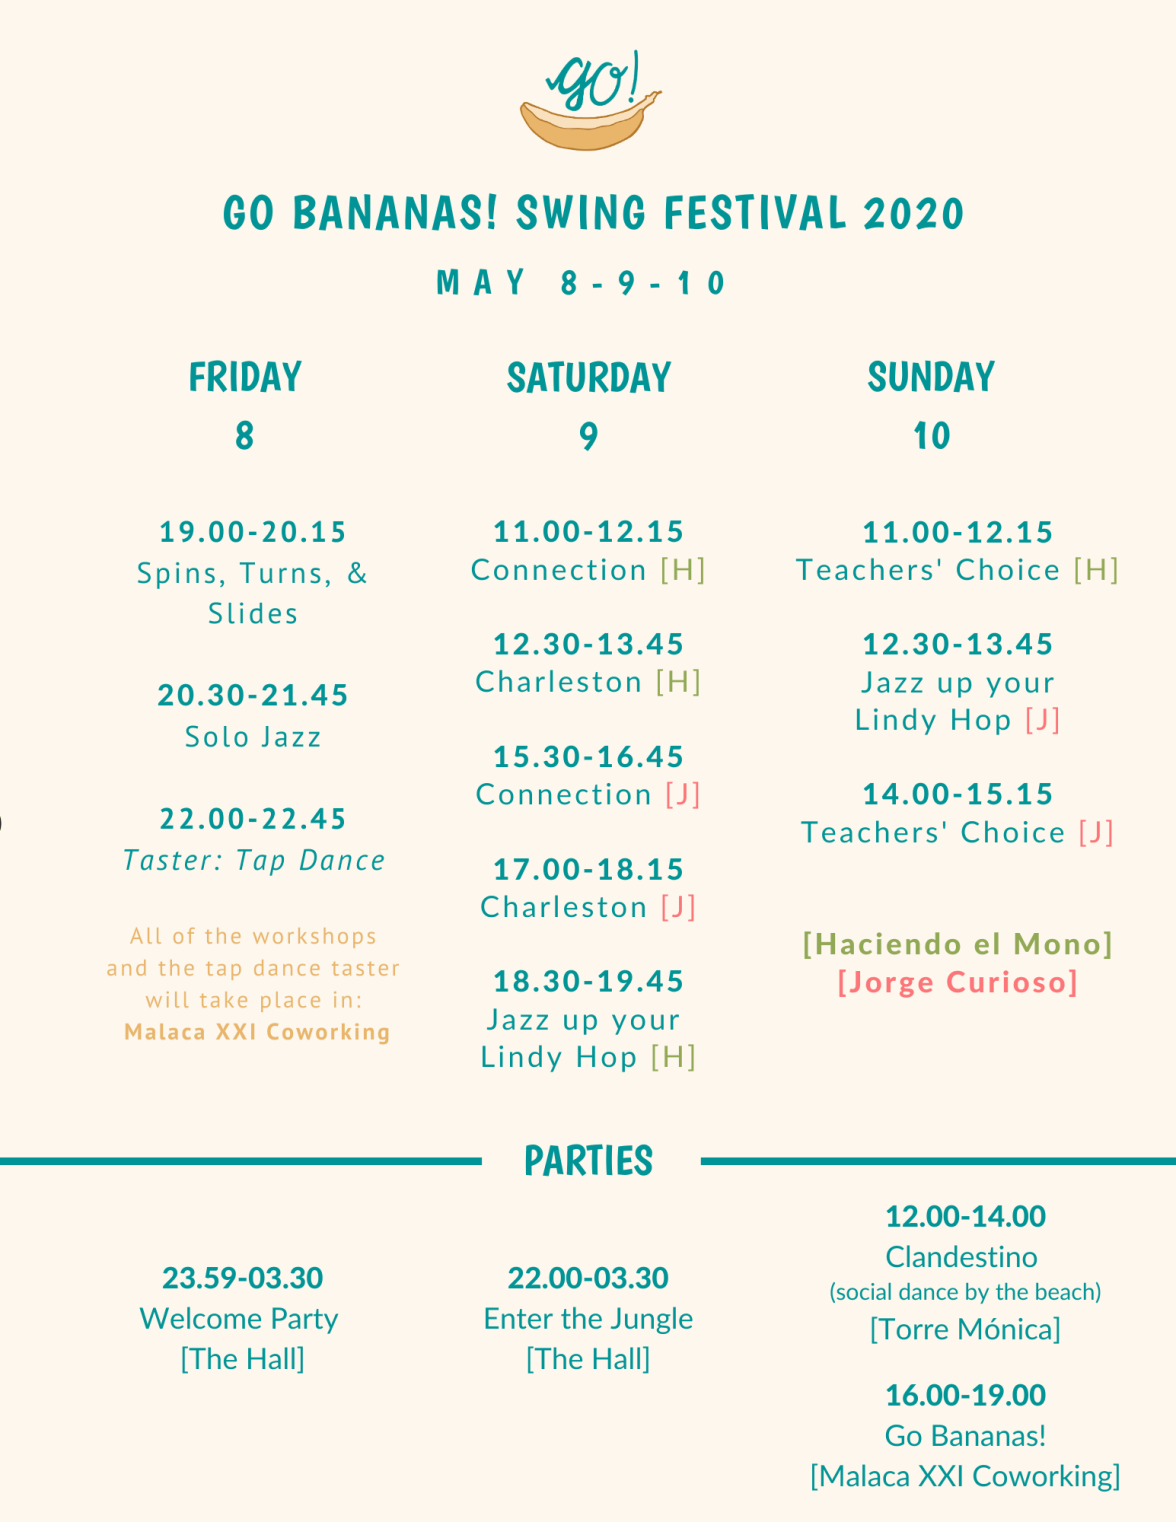 go!
GO BANANAS! SWING FESTIVAL 2020
MAY 8-9-10
FRIDAY
8
19.00-20.15
Spins, Turns, &
Slides
20.30-21.45
Solo Jazz
22.00-22.45
Taster: Tap Dance
All of the workshops
and the tap dance taster
will take place in:
Malaca XXI Coworking
SATURDAY
9
11.00-12.15
Connection [H]
12.30-13.45
Charleston [H]
15.30-16.45
Connection [J]
17.00-18.15
Charleston [J]
18.30-19.45
Jazz up your
Lindy Hop [H]
SUNDAY
10
11.00-12.15
Teachers' Choice [H]
12.30-13.45
Jazz up your
Lindy Hop [J]
14.00-15.15
Teachers' Choice [J]
[Haciendo el Mono]
[Jorge Curioso]
PARTIES
23.59-03.30
Welcome Party
[The Hall]
22.00-03.30
Enter the Jungle
[The Hall]
12.00-14.00
Clandestino
(social dance by the beach)
[Torre Mónica]
16.00-19.00
Go Bananas!
[Malaca XXI Coworking]